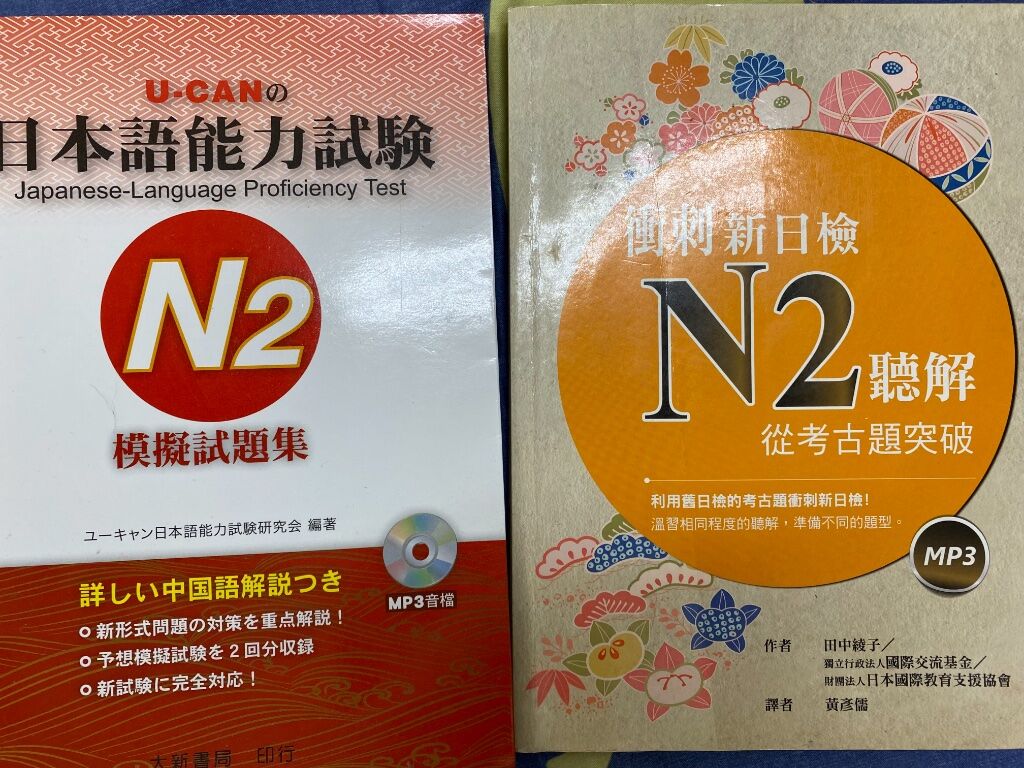 U-CANの
日本語能力試験
Japanese-Language Proficiency Test
N2
模擬試題集
ユーキャン日本語能力試験研究会 編著
MP3音檔
詳しい中国語解説つき
新形式問題の対策を重点解説！
予想模擬試験を2回分収録
新試験に完全対応！
大新書局 印行
衝刺新日檢
N2聽解
從考古題突破
利用舊日檢的考古題衝刺新日檢！
溫習相同程度的聽解，準備不同的題型。
MP3
作者 田中綾子／
獨立行政法人國際交流基金／
財團法人日本國際教育支援協會
譯者 黃彥儒